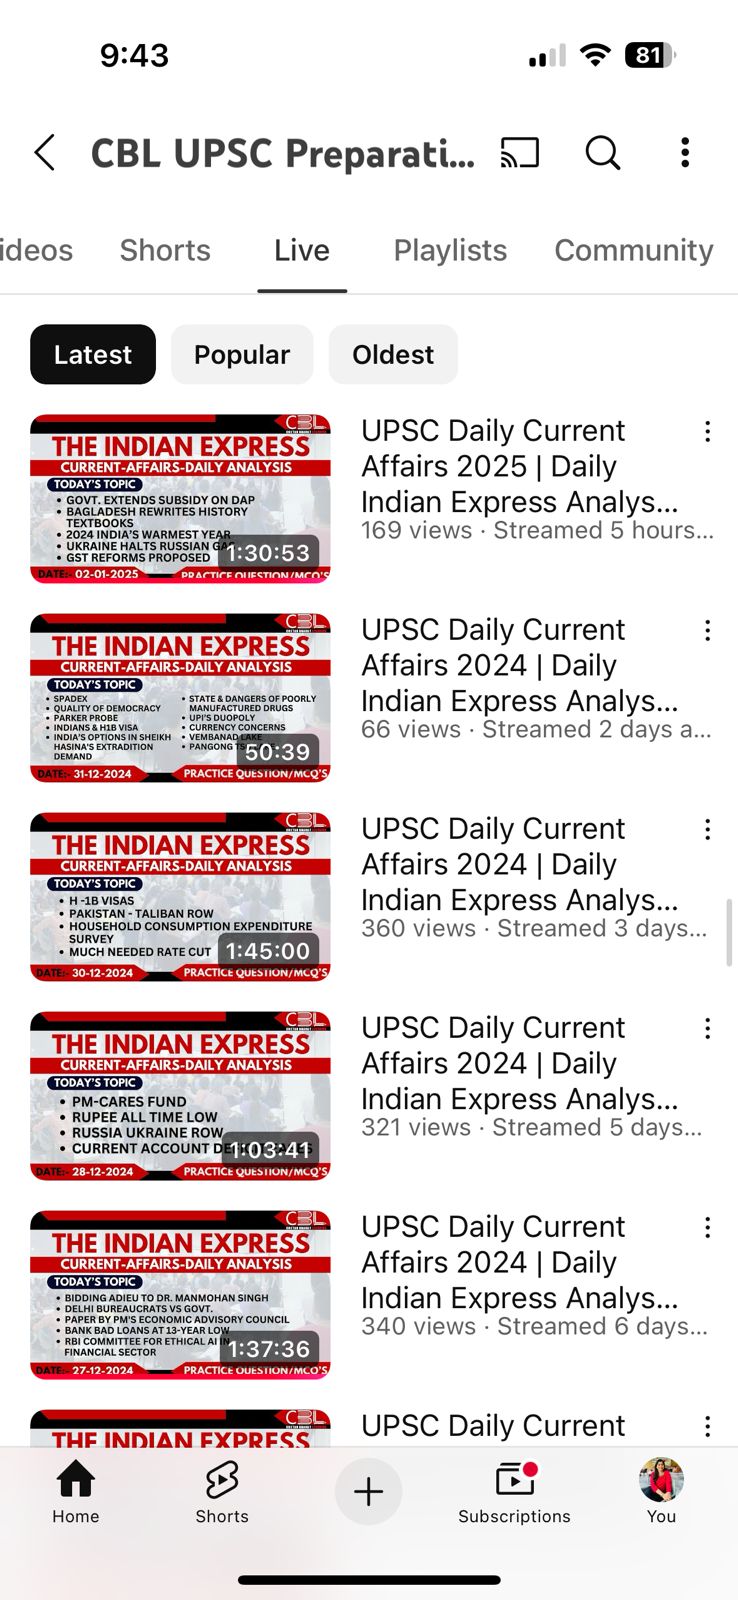 9:43
81
CBL UPSC Preparati...
ideos Shorts Live Playlists Community
Latest Popular Oldest
CBL
THE INDIAN EXPRESS
CURRENT-AFFAIRS-DAILY ANALYSIS
TODAY'S TOPIC
• GOVT. EXTENDS SUBSIDY ON DAP
• BAGLADESH REWRITES HISTORY
TEXTBOOKS
• 2024 INDIA'S WARMEST YEAR
• UKRAINE HALTS RUSSIAN GAS
• GST REFORMS PROPOSED
1:30:53
DATE:- 02-01-2025 PRACTICE QUESTION/MCQ'S
UPSC Daily Current
Affairs 2025 | Daily
Indian Express Analys...
169 views · Streamed 5 hours...
CBL
THE INDIAN EXPRESS
CURRENT-AFFAIRS-DAILY ANALYSIS
TODAY'S TOPIC
• SPADEX
• QUALITY OF DEMOCRACY
• PARKER PROBE
• INDIANS & H1B VISA
• INDIA'S OPTIONS IN SHEIKH
HASINA'S EXTRADITION
DEMAND
• STATE & DANGERS OF POORLY
MANUFACTURED DRUGS
• UPI'S DUOPOLY
• CURRENCY CONCERNS
• VEMBANAD LAKE
• PANGONG
50:39
DATE:- 31-12-2024 PRACTICE QUESTION/MCQ'S
UPSC Daily Current
Affairs 2024 | Daily
Indian Express Analys...
66 views · Streamed 2 days a...
CBL
THE INDIAN EXPRESS
CURRENT-AFFAIRS-DAILY ANALYSIS
TODAY'S TOPIC
• H -1B VISAS
• PAKISTAN - TALIBAN ROW
• HOUSEHOLD CONSUMPTION EXPENDITURE
SURVEY
• MUCH NEEDED RATE CUT
1:45:00
DATE:- 30-12-2024 PRACTICE QUESTION/MCQ'S
UPSC Daily Current
Affairs 2024 | Daily
Indian Express Analys...
360 views · Streamed 3 days...
CBL
THE INDIAN EXPRESS
CURRENT-AFFAIRS-DAILY ANALYSIS
TODAY'S TOPIC
• PM-CARES FUND
• RUPEE ALL TIME LOW
• RUSSIA UKRAINE ROW
• CURRENT ACCOUNT
1:03:41
DATE:- 28-12-2024 PRACTICE QUESTION/MCQ'S
UPSC Daily Current
Affairs 2024 | Daily
Indian Express Analys...
321 views · Streamed 5 days...
CBL
THE INDIAN EXPRESS
CURRENT-AFFAIRS-DAILY ANALYSIS
TODAY'S TOPIC
• BIDDING ADIEU TO DR. MANMOHAN SINGH
• DELHI BUREAUCRATS VS GOVT.
• PAPER BY PM'S ECONOMIC ADVISORY COUNCIL
• BANK BAD LOANS AT 13-YEAR LOW
• RBI COMMITTEE FOR ETHICAL AI IN
FINANCIAL SECTOR
1:37:36
DATE:- 27-12-2024 PRACTICE QUESTION/MCQ'S
UPSC Daily Current
Affairs 2024 | Daily
Indian Express Analys...
340 views · Streamed 6 days...
CBL
THE INDIAN EXPRESS
UPSC Daily Current
Home Shorts Subscriptions You